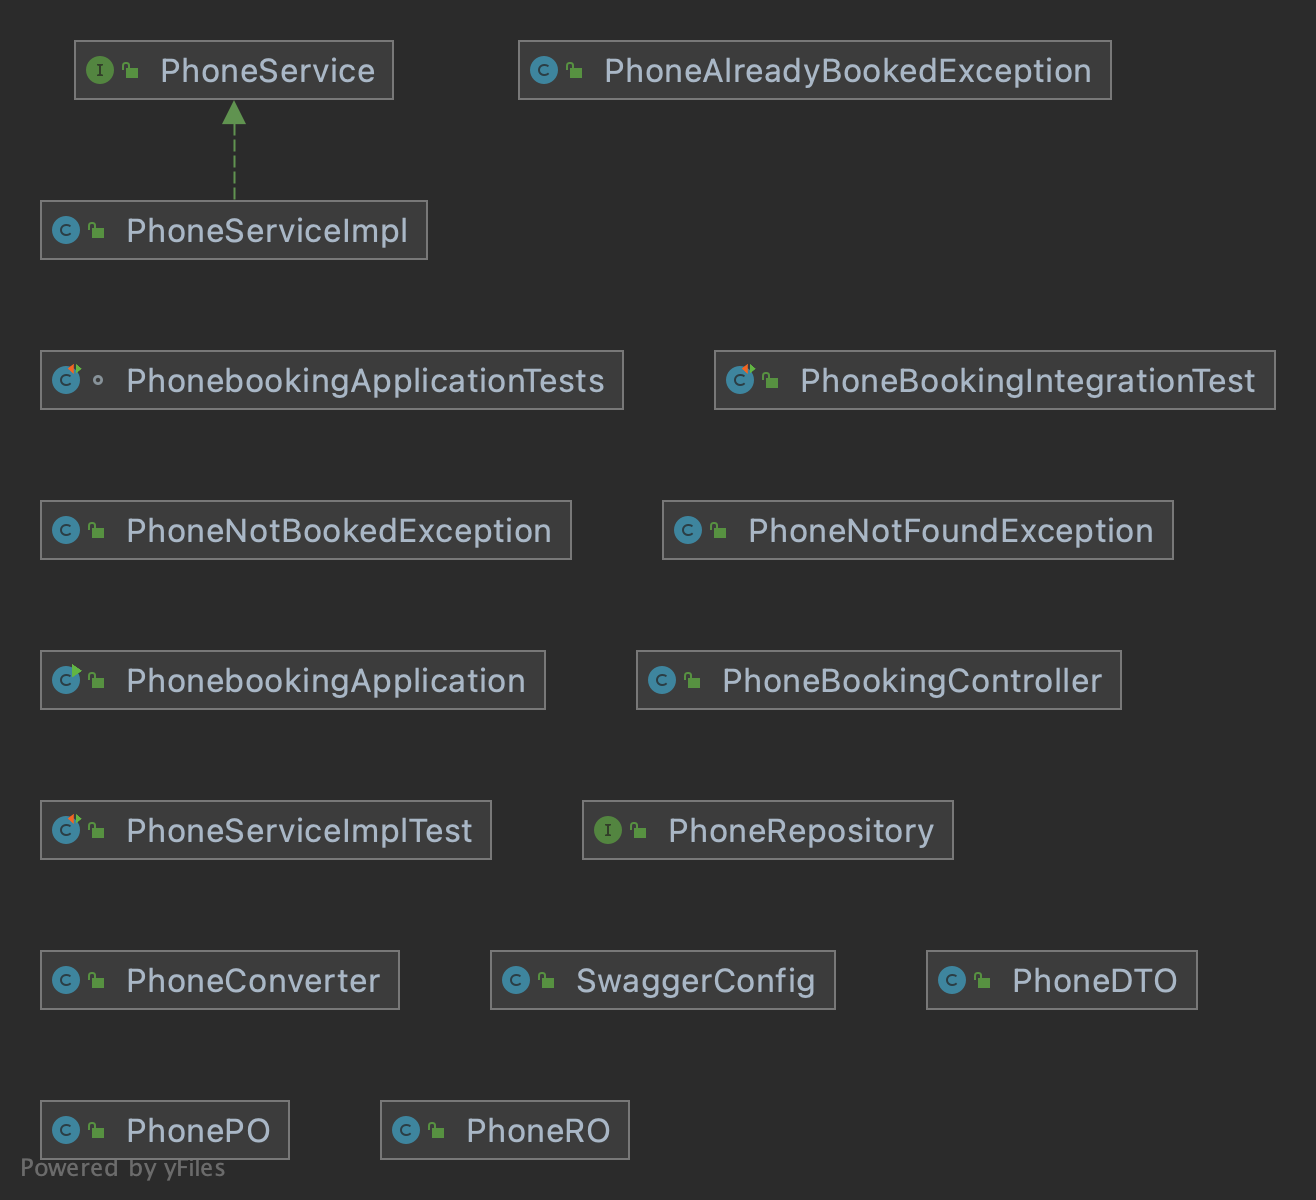 PhoneService
PhoneAlreadyBookedException
PhoneServiceImpl
PhonebookingApplicationTests
PhoneBookingIntegrationTest
PhoneNotBookedException
PhoneNotFoundException
PhonebookingApplication
PhoneBookingController
PhoneServiceImplTest
PhoneRepository
PhoneConverter
SwaggerConfig
PhoneDTO
PhonePO
PhoneRO
Powered by yFiles